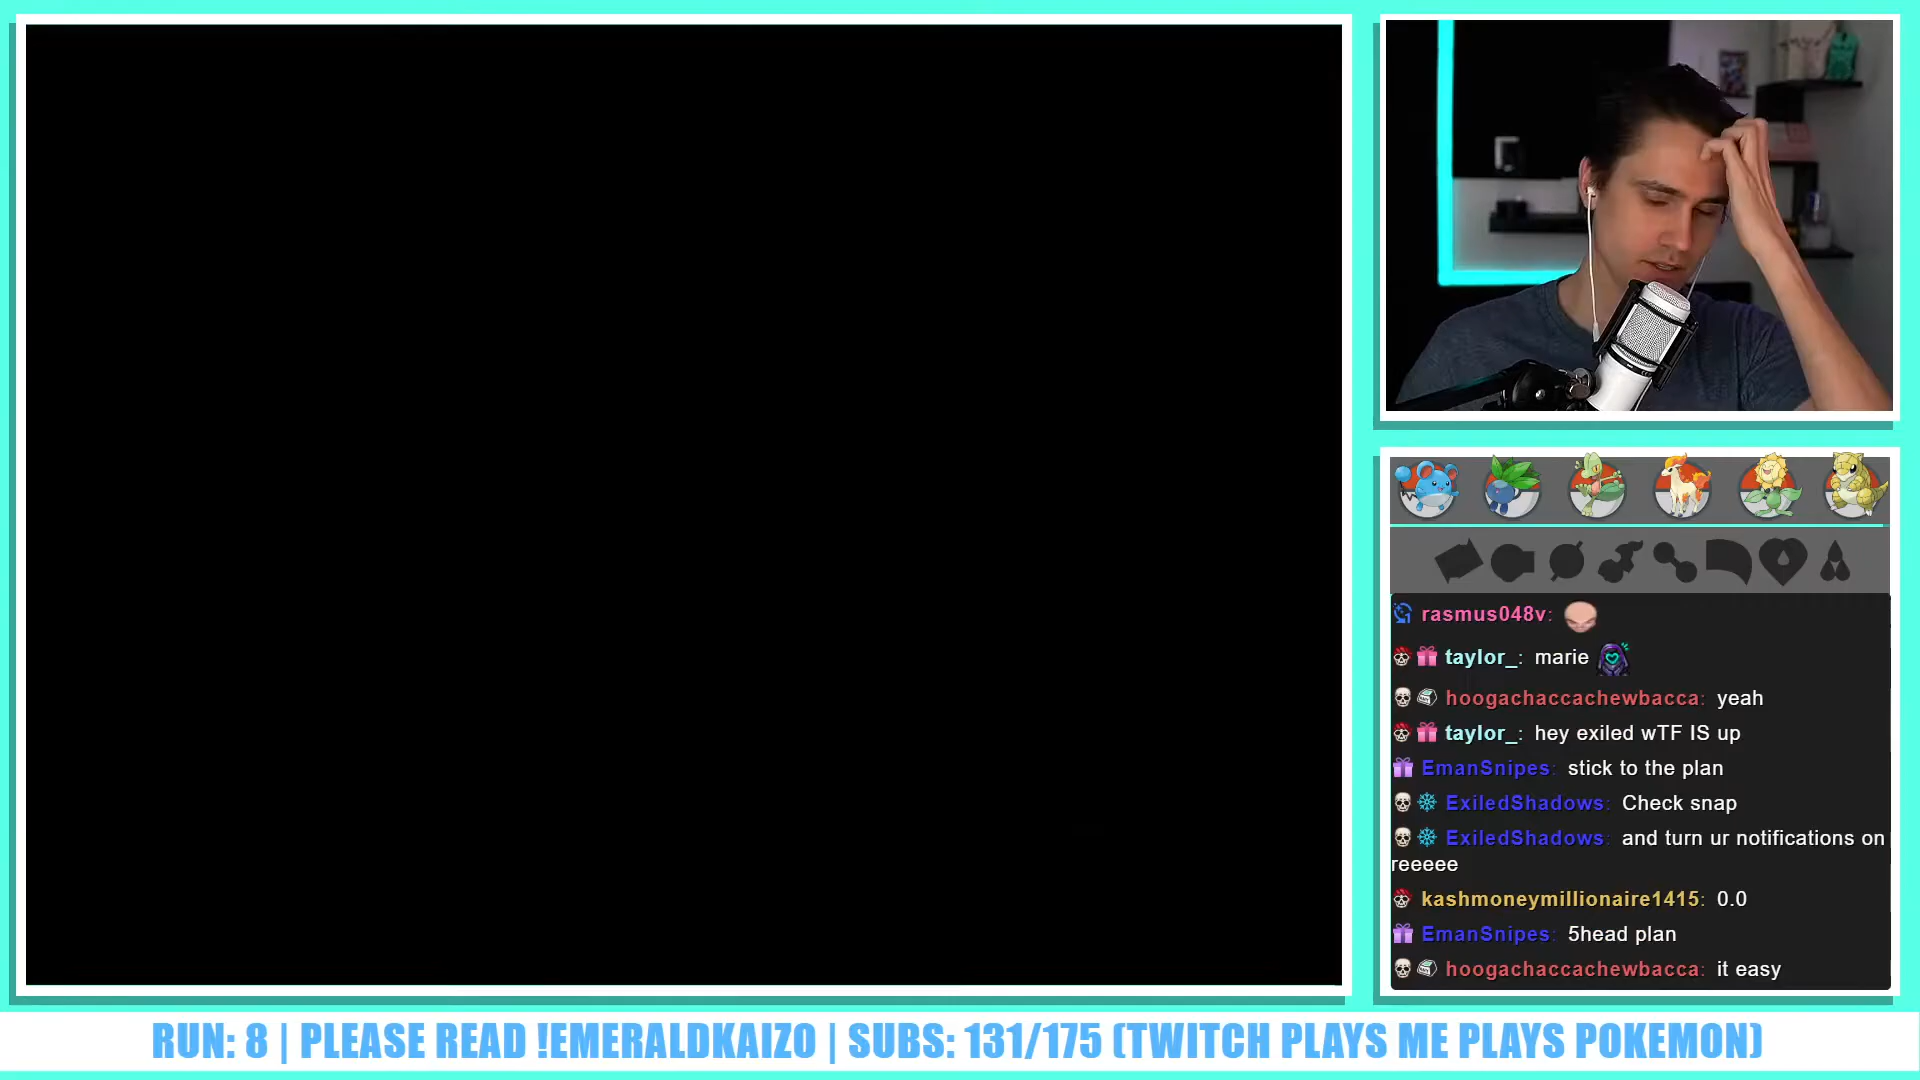 rasmus048v:
taylor_: marie
hoogachaccachewbacca: yeah
taylor_: hey exiled wTF IS up
EmanSnipes: stick to the plan
ExiledShadows: Check snap
ExiledShadows: and turn ur notifications on
reeeee
kashmoneymillionaire1415: 0.0
EmanSnipes: 5head plan
hoogachaccachewbacca: it easy
RUN: 8 | PLEASE READ !EMERALDKAIZO | SUBS: 131/175 (TWITCH PLAYS ME PLAYS POKEMON)